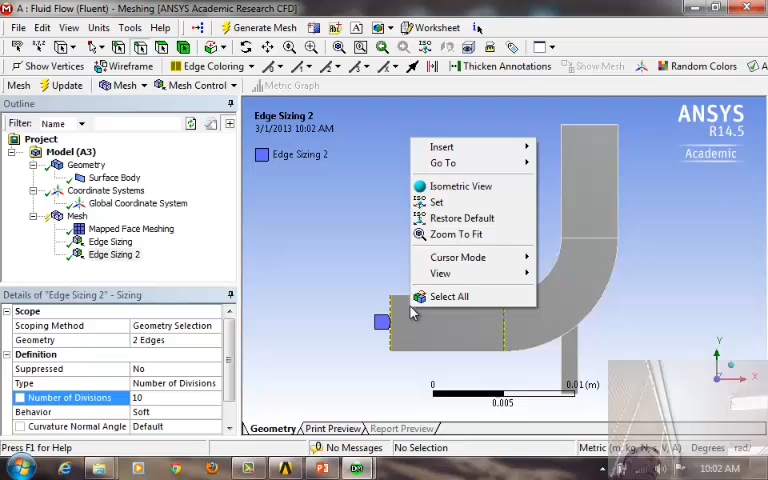 A : Fluid Flow (Fluent) - Meshing [ANSYS Academic Research CFD]
File Edit View Units Tools Help Generate Mesh Worksheet
Show Vertices Wireframe Edge Coloring Thicken Annotations Show Mesh Random Colors
Mesh Update Mesh Mesh Control Metric Graph
Outline
Filter: Name
Project
Model (A3)
Geometry
Surface Body
Coordinate Systems
Global Coordinate System
Mesh
Mapped Face Meshing
Edge Sizing
Edge Sizing 2
Details of "Edge Sizing 2" - Sizing
Scope
Scoping Method Geometry Selection
Geometry 2 Edges
Definition
Suppressed No
Type Number of Divisions
Number of Divisions 10
Behavior Soft
Curvature Normal Angle Default
Edge Sizing 2
3/1/2013 10:02 AM
Edge Sizing 2
ANSYS
R14.5
Academic
Insert
Go To
Isometric View
ISO Set
ISO Restore Default
Zoom To Fit
Cursor Mode
View
Select All
0 0.01 (m)
0.005
Y
X
Geometry Print Preview Report Preview
Press F1 for Help 0 No Messages No Selection Metric (m, kg, N, s, V, A) Degrees rad/
10:02 AM